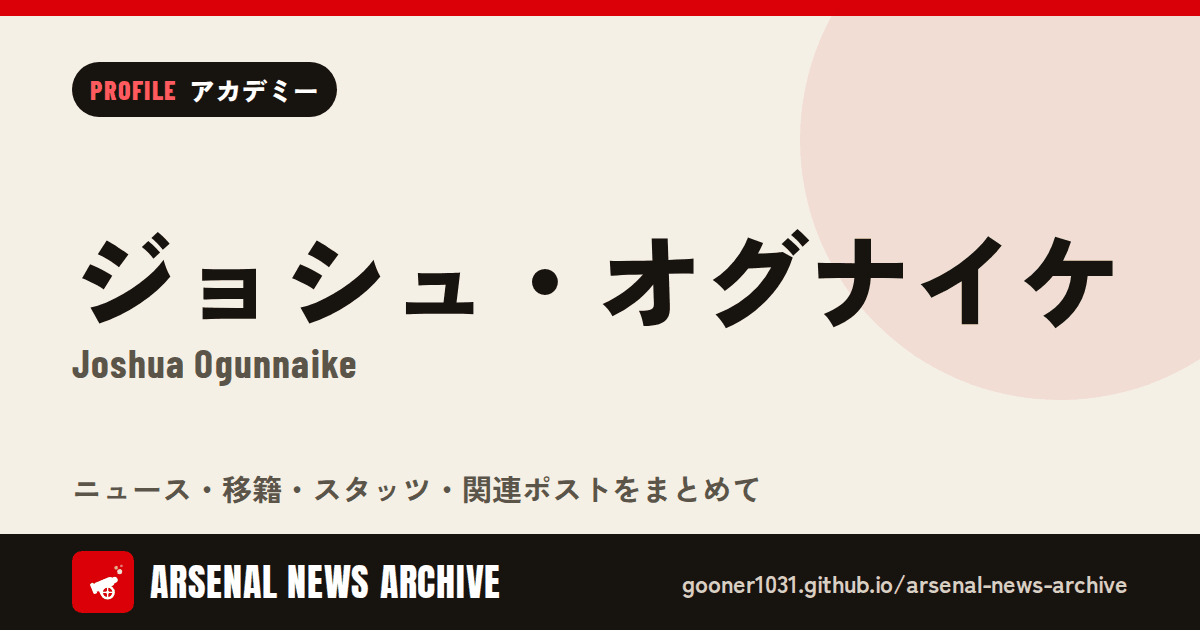 PROFILE アカデミー
ジョシュ・オグナイケ
Joshua Ogunnaike
ニュース・移籍・スタッツ・関連ポストをまとめて
ARSENAL NEWS ARCHIVE
gooner1031.github.io/arsenal-news-archive